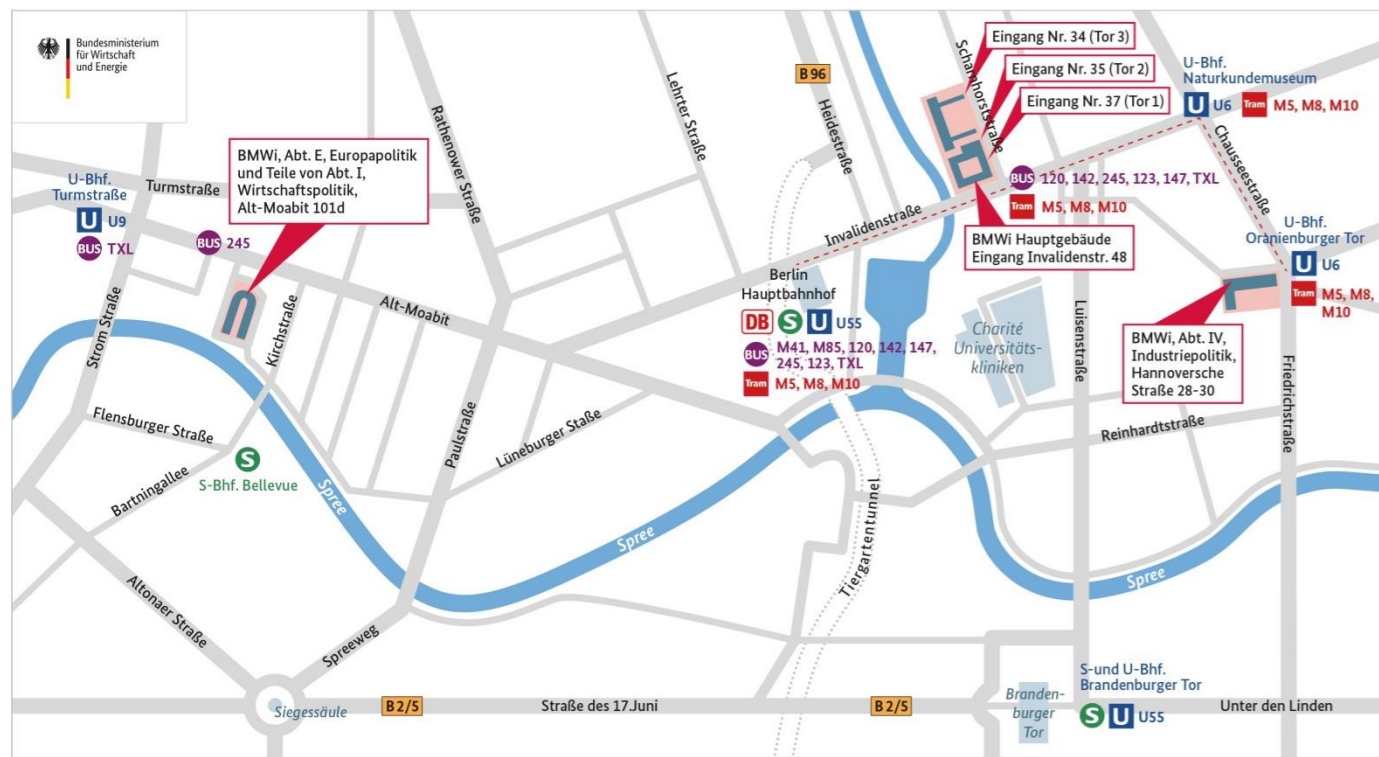 Bundesministerium
für Wirtschaft
und Energie
Eingang Nr. 34 (Tor 3)
Eingang Nr. 35 (Tor 2)
Eingang Nr. 37 (Tor 1)
Scharnhorststraße
B 96
Heidestraße
Lehrter Straße
Rathenower Straße
U-Bhf.
Naturkundemuseum
U U6 Tram M5, M8, M10
Chausseestraße
BMWi, Abt. E, Europapolitik
und Teile von Abt. I,
Wirtschaftspolitik,
Alt-Moabit 101d
Turmstraße
U-Bhf.
Turmstraße
U U9
BUS TXL
BUS 245
BUS 120, 142, 245, 123, 147, TXL
Tram M5, M8, M10
Invalidenstraße
BMWi Hauptgebäude
Eingang Invalidenstr. 48
U-Bhf.
Oranienburger Tor
U U6
Tram M5, M8,
M10
Berlin
Hauptbahnhof
DB S U U55
BUS M41, M85, 120, 142, 147,
245, 123, TXL
Tram M5, M8, M10
Alt-Moabit
Kirchstraße
Strom Straße
Charité
Universitäts-
kliniken
Luisenstraße
BMWi, Abt. IV,
Industriepolitik,
Hannoversche
Straße 28-30
Friedrichstraße
Reinhardtstraße
Flensburger Straße
Bartningallee
S
S-Bhf. Bellevue
Paulstraße
Lüneburger Staße
Spree
Spree
Spree
Tiergartentunnel
Altonaer Straße
Spreeweg
Siegessäule
B 2/5
Straße des 17.Juni
B 2/5
Branden-
burger
Tor
S-und U-Bhf.
Brandenburger Tor
S U U55
Unter den Linden